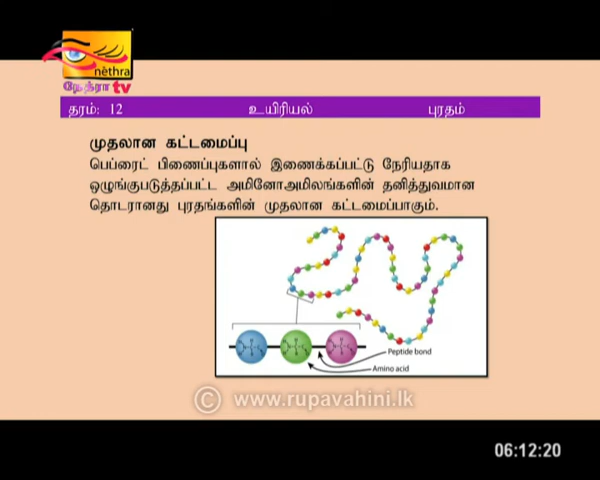 nèthra
நேத்ரா tv
தரம்: 12 உயிரியல் புரதம்
முதலான கட்டமைப்பு
பெப்ரைட் பிணைப்புகளால் இணைக்கப்பட்டு நேரியதாக
ஒழுங்குபடுத்தப்பட்ட அமினோஅமிலங்களின் தனித்துவமான
தொடரானது புரதங்களின் முதலான கட்டமைப்பாகும்.
Peptide bond
Amino acid
© www.rupavahini.lk
06:12:20